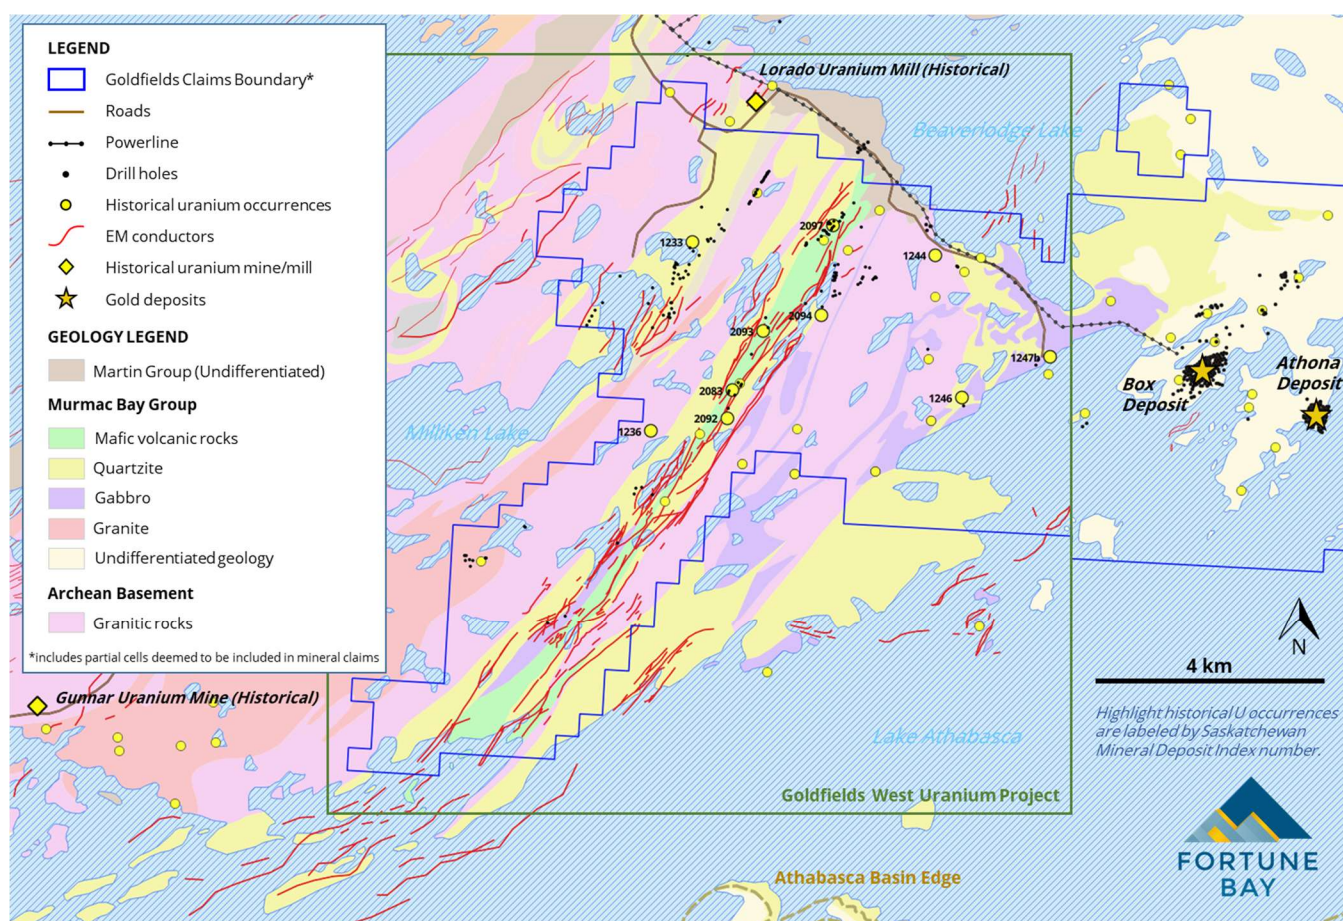 LEGEND
Goldfields Claims Boundary*
Roads
Powerline
Drill holes
Historical uranium occurrences
EM conductors
Historical uranium mine/mill
Gold deposits
GEOLOGY LEGEND
Martin Group (Undifferentiated)
Murmac Bay Group
Mafic volcanic rocks
Quartzite
Gabbro
Granite
Undifferentiated geology
Archean Basement
Granitic rocks
*includes partial cells deemed to be included in mineral claims
Lorado Uranium Mill (Historical)
Beaverlodge Lake
2097
1233
1244
2094
2093
1247b
Box
Deposit
Athona
Deposit
2083
1246
2092
1236
Milliken Lake
Gunnar Uranium Mine (Historical)
Lake Athabasca
Goldfields West Uranium Project
Athabasca Basin Edge
N
4 km
Highlight historical U occurrences
are labeled by Saskatchewan
Mineral Deposit Index number.
FORTUNE
BAY